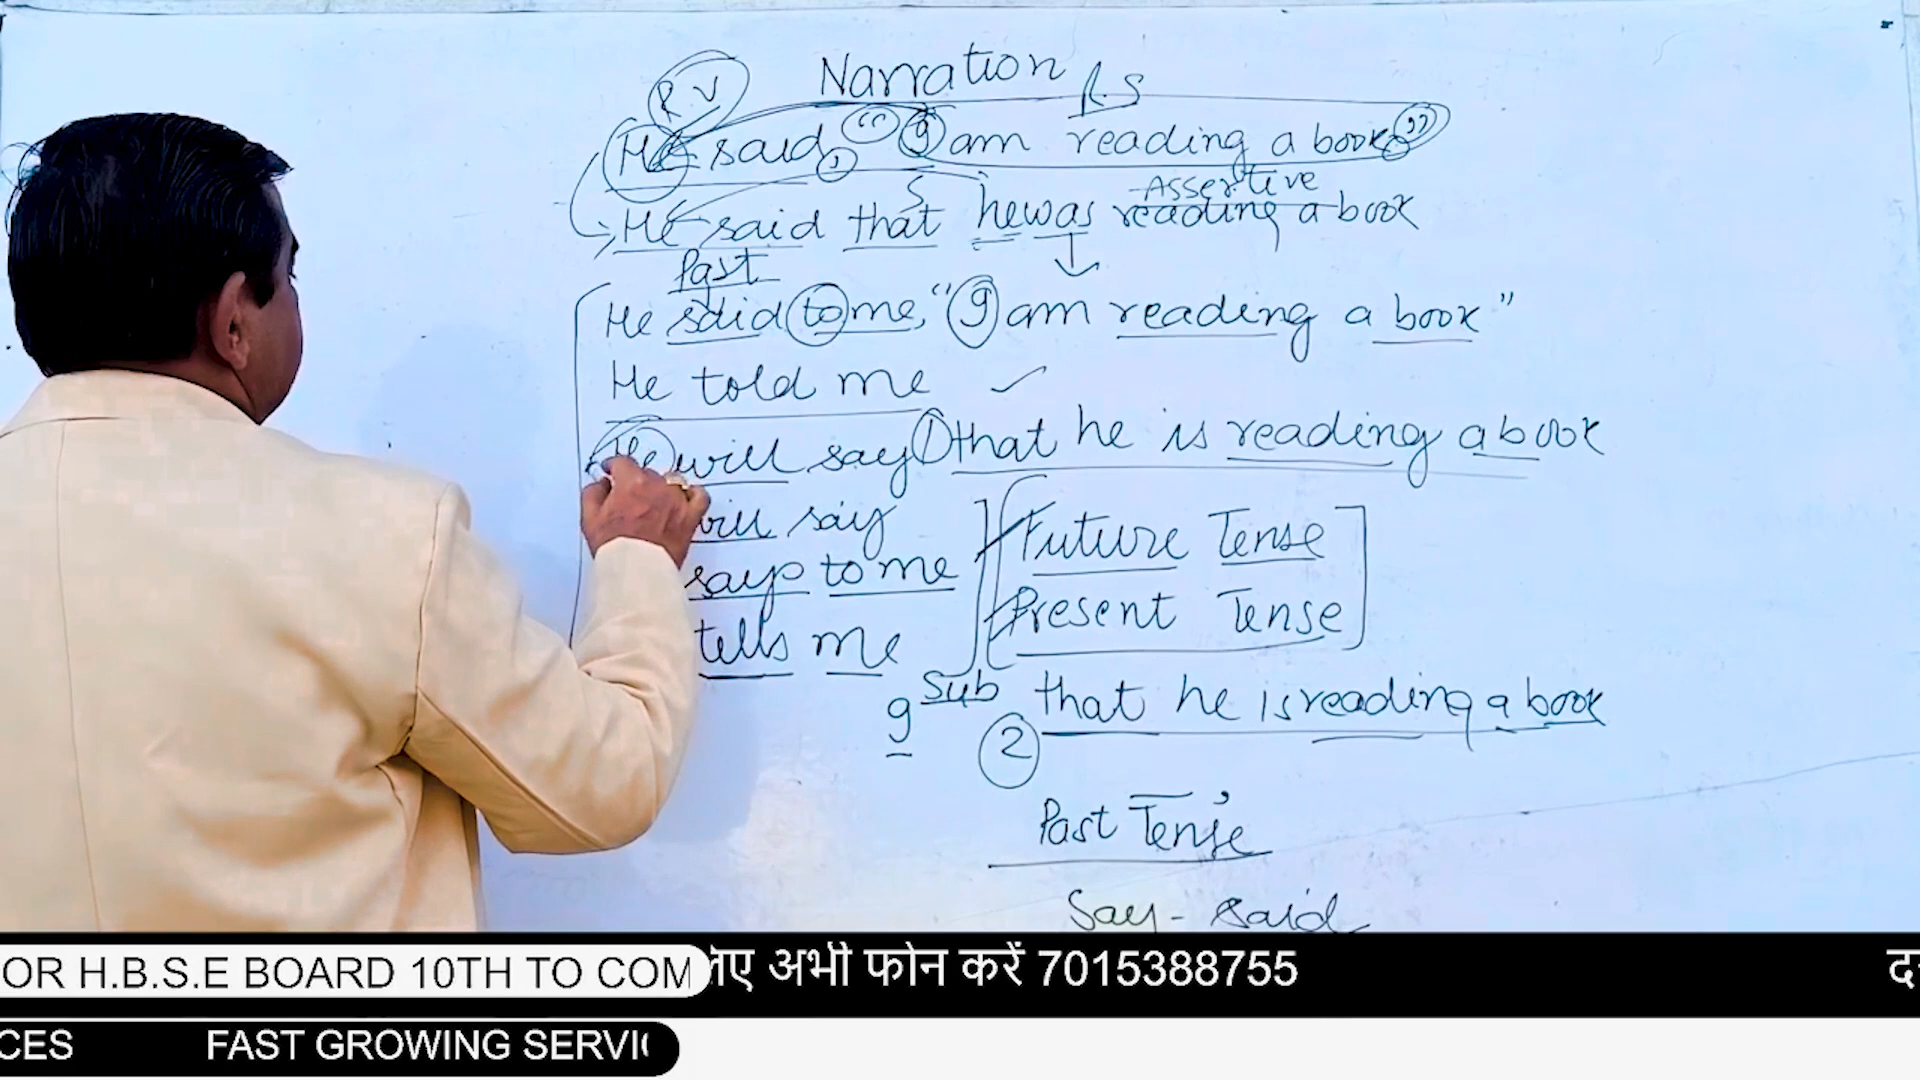 Narration
R.V R.S
He said, "I am reading a book"
Assertive
He said that he was reading a book
Past
He said to me, "I am reading a book"
He told me
He will say (1) that he is reading a book
will say Future Tense
says to me
tells me Present Tense
I Sub that he is reading a book
2
Past Tense
Say - said
OR H.B.S.E BOARD 10TH TO COM अभी फोन करें 7015388755
CES FAST GROWING SERVI